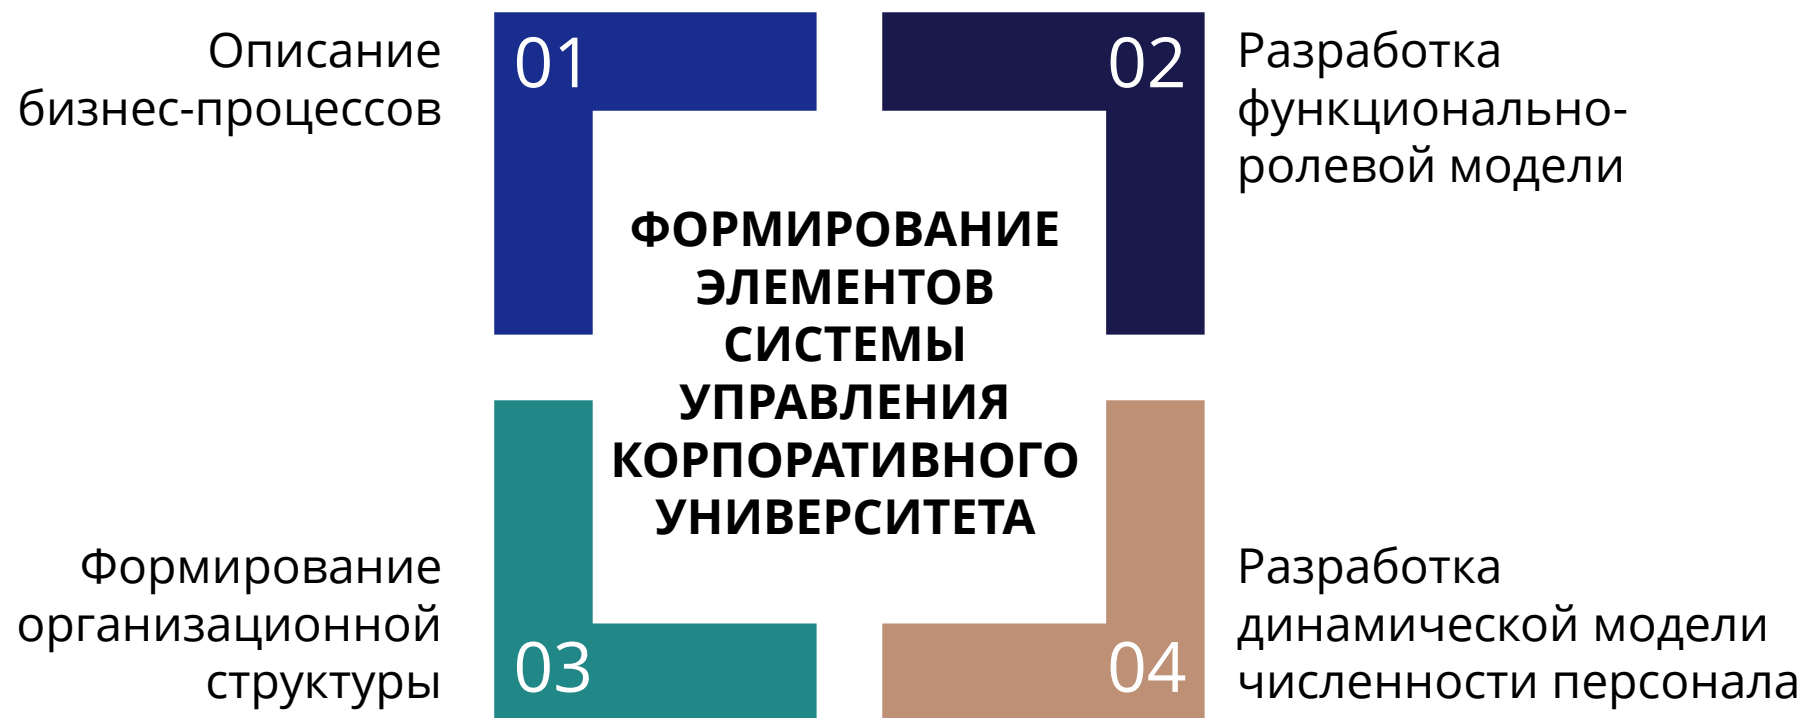 01
Описание
бизнес-процессов
02
Разработка
функционально-
ролевой модели
ФОРМИРОВАНИЕ
ЭЛЕМЕНТОВ
СИСТЕМЫ
УПРАВЛЕНИЯ
КОРПОРАТИВНОГО
УНИВЕРСИТЕТА
03
Формирование
организационной
структуры
04
Разработка
динамической модели
численности персонала